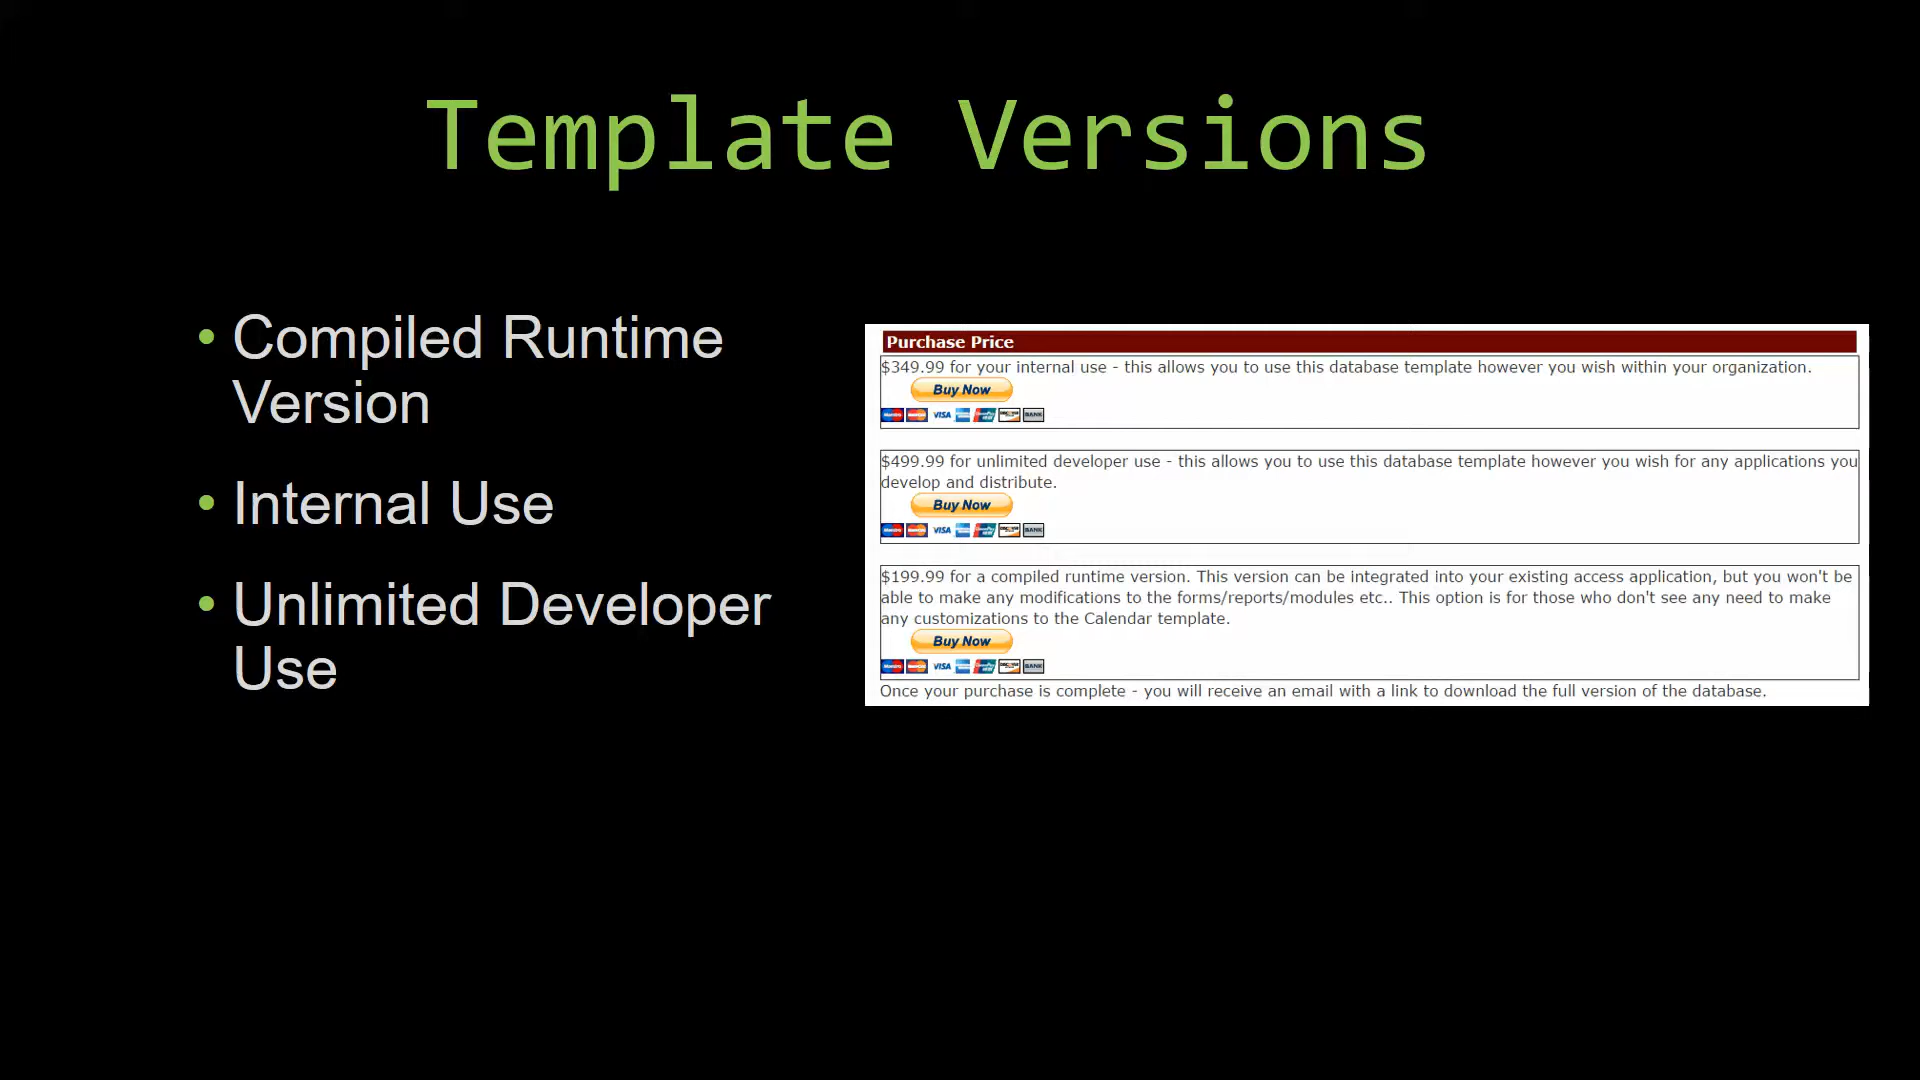 Template Versions
• Compiled Runtime
Version
• Internal Use
• Unlimited Developer
Use
Purchase Price
$349.99 for your internal use - this allows you to use this database template however you wish within your organization.
Buy Now
VISA BANK
$499.99 for unlimited developer use - this allows you to use this database template however you wish for any applications you
develop and distribute.
Buy Now
VISA BANK
$199.99 for a compiled runtime version. This version can be integrated into your existing access application, but you won't be
able to make any modifications to the forms/reports/modules etc.. This option is for those who don't see any need to make
any customizations to the Calendar template.
Buy Now
VISA BANK
Once your purchase is complete - you will receive an email with a link to download the full version of the database.